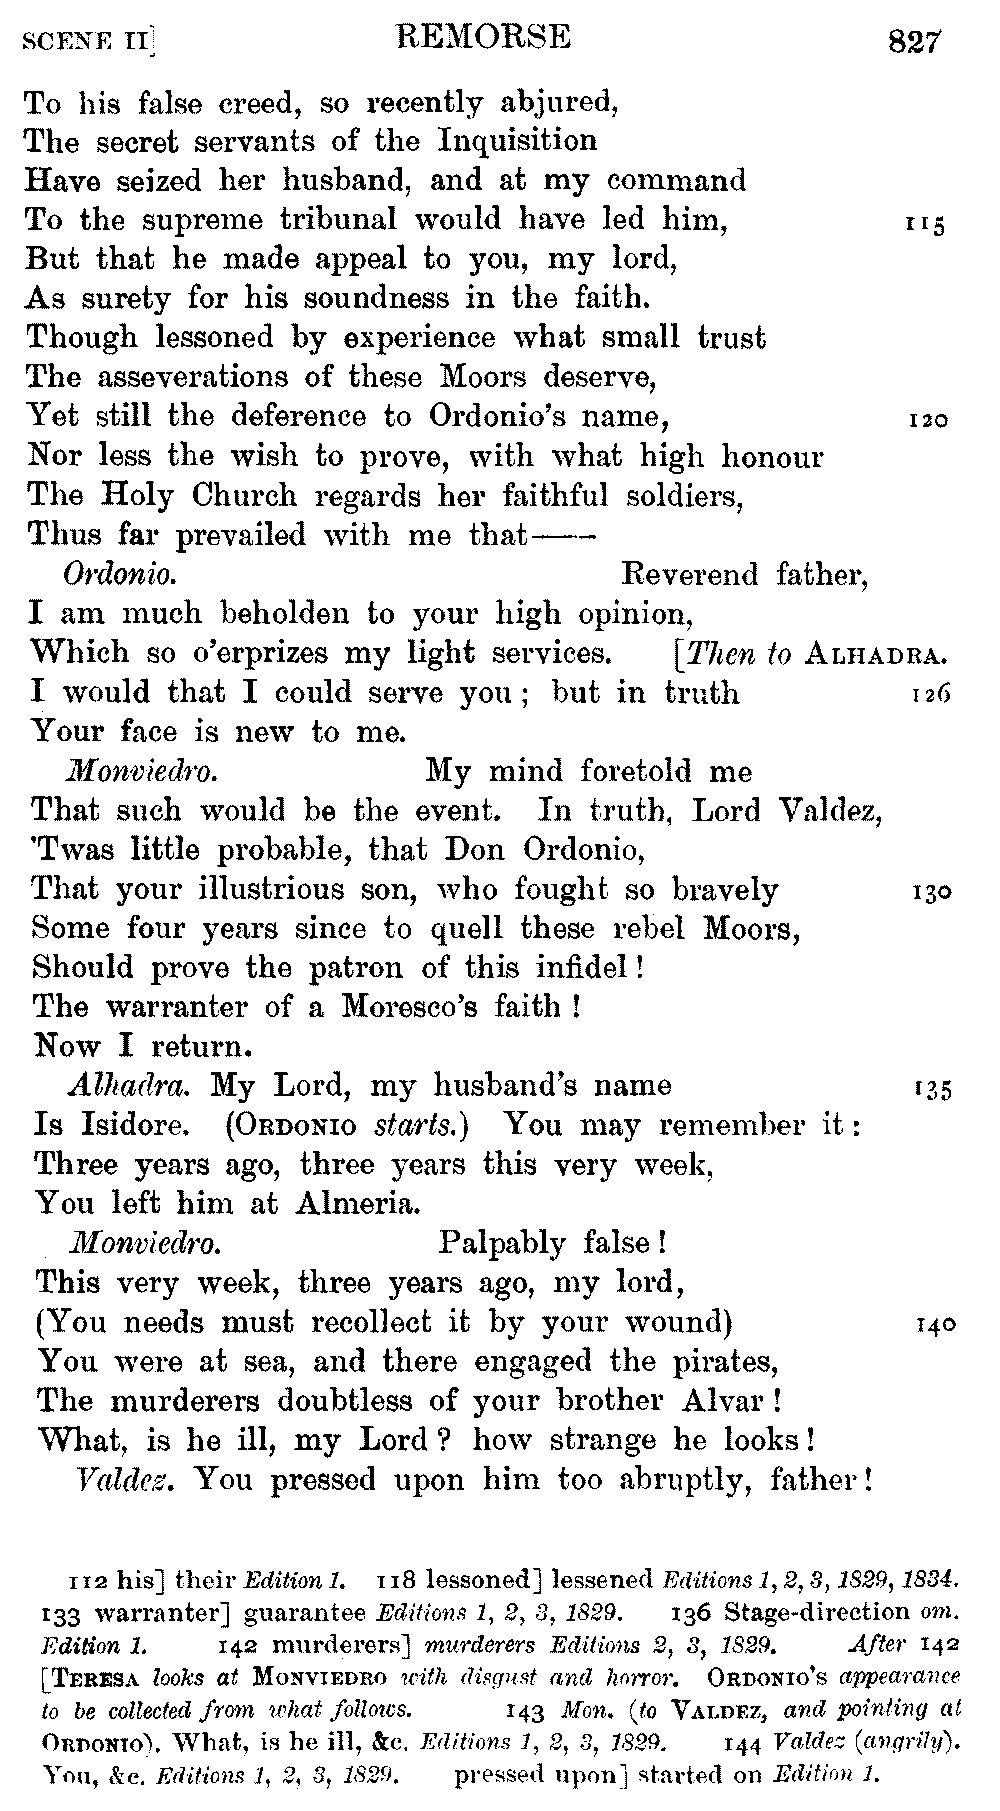 SCENE II] REMORSE 827
To his false creed, so recently abjured,
The secret servants of the Inquisition
Have seized her husband, and at my command
To the supreme tribunal would have led him, 115
But that he made appeal to you, my lord,
As surety for his soundness in the faith.
Though lessoned by experience what small trust
The asseverations of these Moors deserve,
Yet still the deference to Ordonio's name, 120
Nor less the wish to prove, with what high honour
The Holy Church regards her faithful soldiers,
Thus far prevailed with me that——
Ordonio. Reverend father,
I am much beholden to your high opinion,
Which so o'erprizes my light services. [Then to ALHADRA.
I would that I could serve you; but in truth 126
Your face is new to me.
Monviedro. My mind foretold me
That such would be the event. In truth, Lord Valdez,
'Twas little probable, that Don Ordonio,
That your illustrious son, who fought so bravely 130
Some four years since to quell these rebel Moors,
Should prove the patron of this infidel!
The warranter of a Moresco's faith!
Now I return.
Alhadra. My Lord, my husband's name 135
Is Isidore. (ORDONIO starts.) You may remember it:
Three years ago, three years this very week,
You left him at Almeria.
Monviedro. Palpably false!
This very week, three years ago, my lord,
(You needs must recollect it by your wound) 140
You were at sea, and there engaged the pirates,
The murderers doubtless of your brother Alvar!
What, is he ill, my Lord? how strange he looks!
Valdez. You pressed upon him too abruptly, father!
112 his] their Edition 1. 118 lessoned] lessened Editions 1, 2, 3, 1829, 1834.
133 warranter] guarantee Editions 1, 2, 3, 1829. 136 Stage-direction om.
Edition 1. 142 murderers] murderers Editions 2, 3, 1829. After 142
[TERESA looks at MONVIEDRO with disgust and horror. ORDONIO'S appearance
to be collected from what follows. 143 Mon. (to VALDEZ, and pointing at
ORDONIO). What, is he ill, &c. Editions 1, 2, 3, 1829. 144 Valdez (angrily).
You, &c. Editions 1, 2, 3, 1829. pressed upon] started on Edition 1.